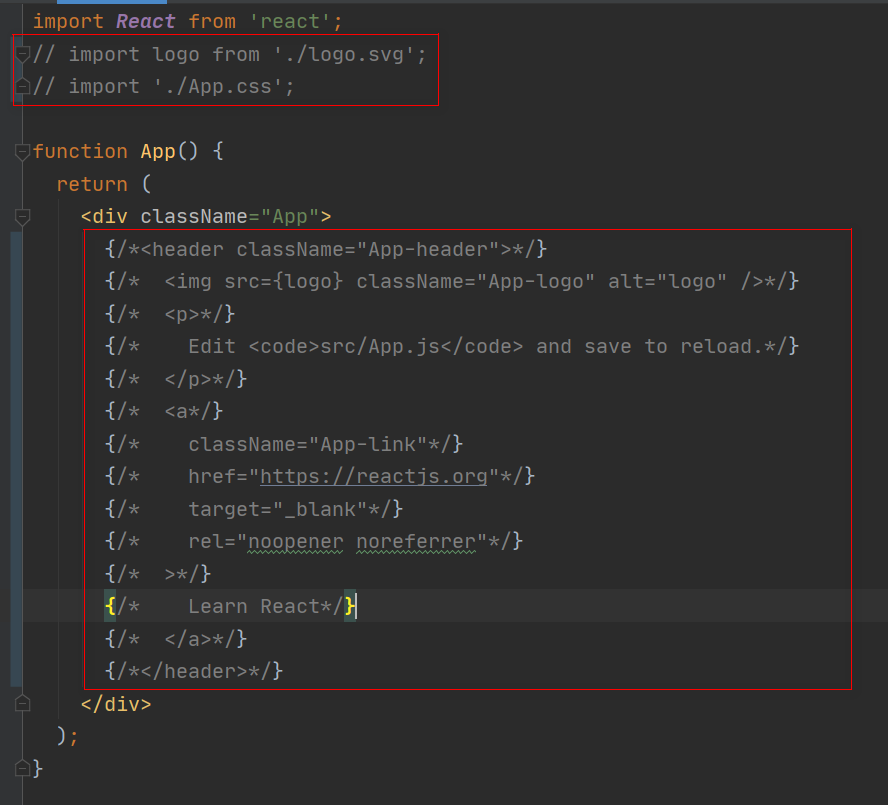 import React from 'react';
// import logo from './logo.svg';
// import './App.css';
function App() {
  return (
    <div className="App">
      {/*<header className="App-header">*/}
      {/*  <img src={logo} className="App-logo" alt="logo" />*/}
      {/*  <p>*/}
      {/*    Edit <code>src/App.js</code> and save to reload.*/}
      {/*  </p>*/}
      {/*  <a*/}
      {/*    className="App-link"*/}
      {/*    href="https://reactjs.org"*/}
      {/*    target="_blank"*/}
      {/*    rel="noopener noreferrer"*/}
      {/*  >*/}
      {/*    Learn React*/}
      {/*  </a>*/}
      {/*</header>*/}
    </div>
  );
}